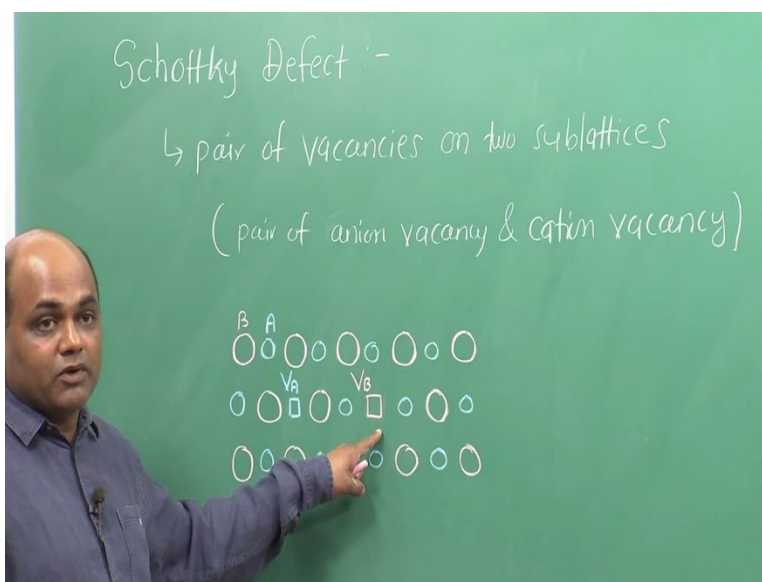 Schottky Defect :-
↳ pair of vacancies on two sublattices
(pair of anion vacancy & cation vacancy)
B A
VA VB